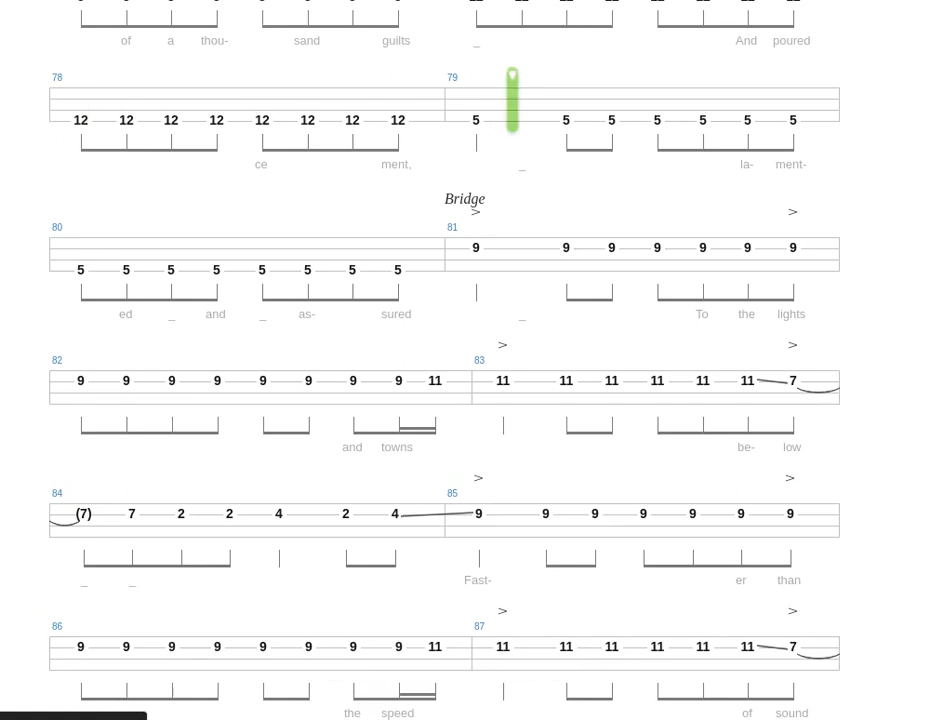 of a thou- sand guilts _ And poured
78 79
12 12 12 12 12 12 12 12 5 5 5 5 5 5 5
ce ment, _ la- ment-
Bridge
> >
80 81
9 9 9 9 9 9 9
5 5 5 5 5 5 5 5
ed _ and _ as- sured _ To the lights
> >
82 83
9 9 9 9 9 9 9 9 11 11 11 11 11 11 11 7
and towns be- low
> >
84 85
(7) 7 2 2 4 2 4 9 9 9 9 9 9 9
_ _ Fast- er than
> >
86 87
9 9 9 9 9 9 9 9 11 11 11 11 11 11 11 7
the speed of sound